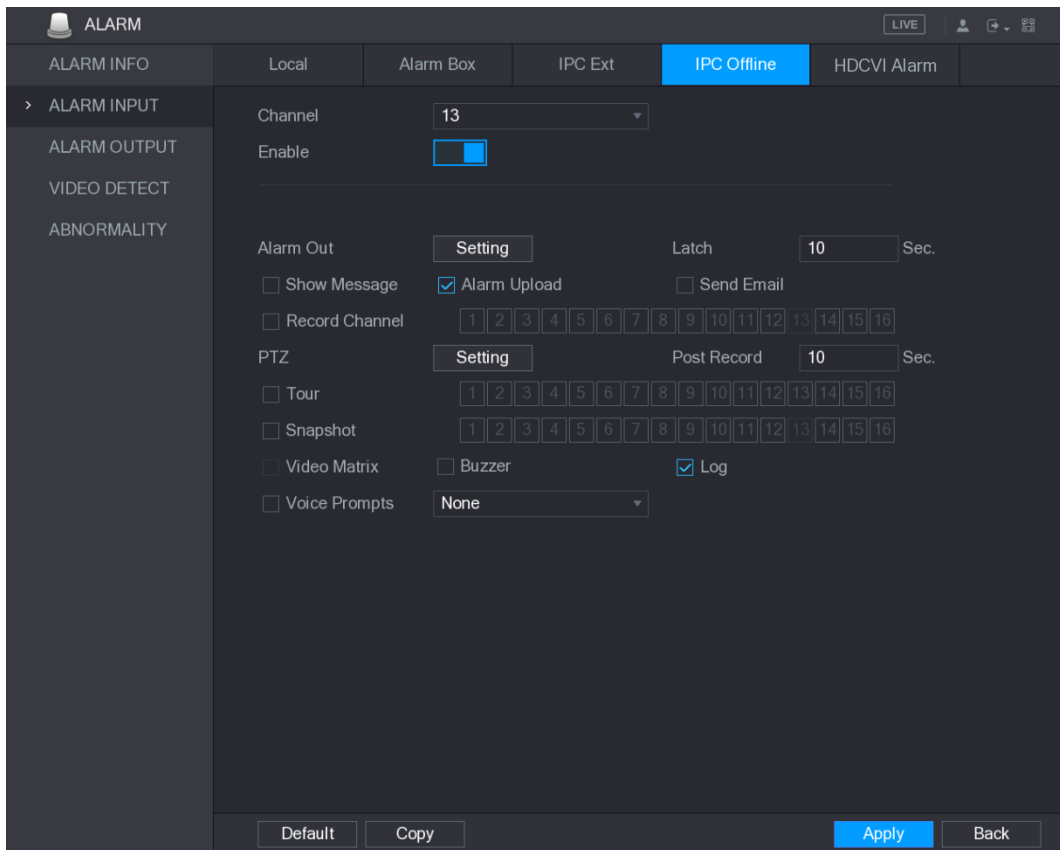 ALARM LIVE
ALARM INFO
ALARM INPUT
ALARM OUTPUT
VIDEO DETECT
ABNORMALITY
Local Alarm Box IPC Ext IPC Offline HDCVI Alarm
Channel 13
Enable
Alarm Out Setting Latch 10 Sec.
Show Message Alarm Upload Send Email
Record Channel 1 2 3 4 5 6 7 8 9 10 11 12 13 14 15 16
PTZ Setting Post Record 10 Sec.
Tour 1 2 3 4 5 6 7 8 9 10 11 12 13 14 15 16
Snapshot 1 2 3 4 5 6 7 8 9 10 11 12 13 14 15 16
Video Matrix Buzzer Log
Voice Prompts None
Default Copy Apply Back